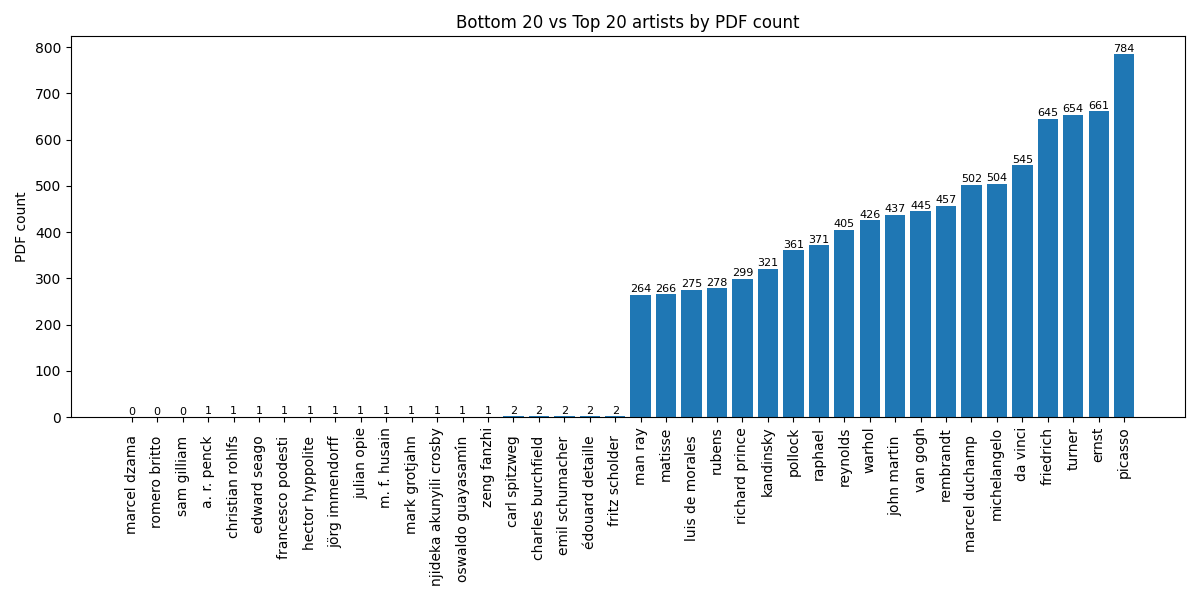 Bottom 20 vs Top 20 artists by PDF count
PDF count
800
700
600
500
400
300
200
100
0
0 0 0 1 1 1 1 1 1 1 1 1 1 1 1 2 2 2 2 2 264 266 275 278 299 321 361 371 405 426 437 445 457 502 504 545 645 654 661 784
marcel dzama
romero britto
sam gilliam
a. r. penck
christian rohlfs
edward seago
francesco podesti
hector hyppolite
jörg immendorff
julian opie
m. f. husain
mark grotjahn
njideka akunyili crosby
oswaldo guayasamín
zeng fanzhi
carl spitzweg
charles burchfield
emil schumacher
édouard detaille
fritz scholder
man ray
matisse
luis de morales
rubens
richard prince
kandinsky
pollock
raphael
reynolds
warhol
john martin
van gogh
rembrandt
marcel duchamp
michelangelo
da vinci
friedrich
turner
ernst
picasso